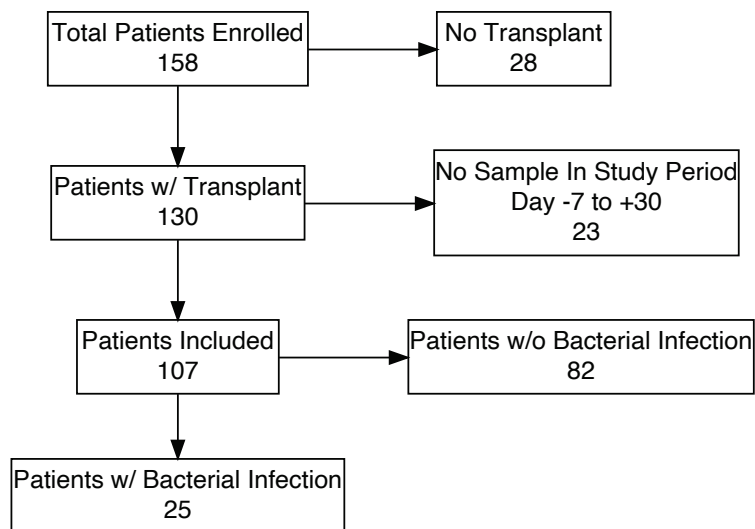 Total Patients Enrolled
158
No Transplant
28
Patients w/ Transplant
130
No Sample In Study Period
Day -7 to +30
23
Patients Included
107
Patients w/o Bacterial Infection
82
Patients w/ Bacterial Infection
25